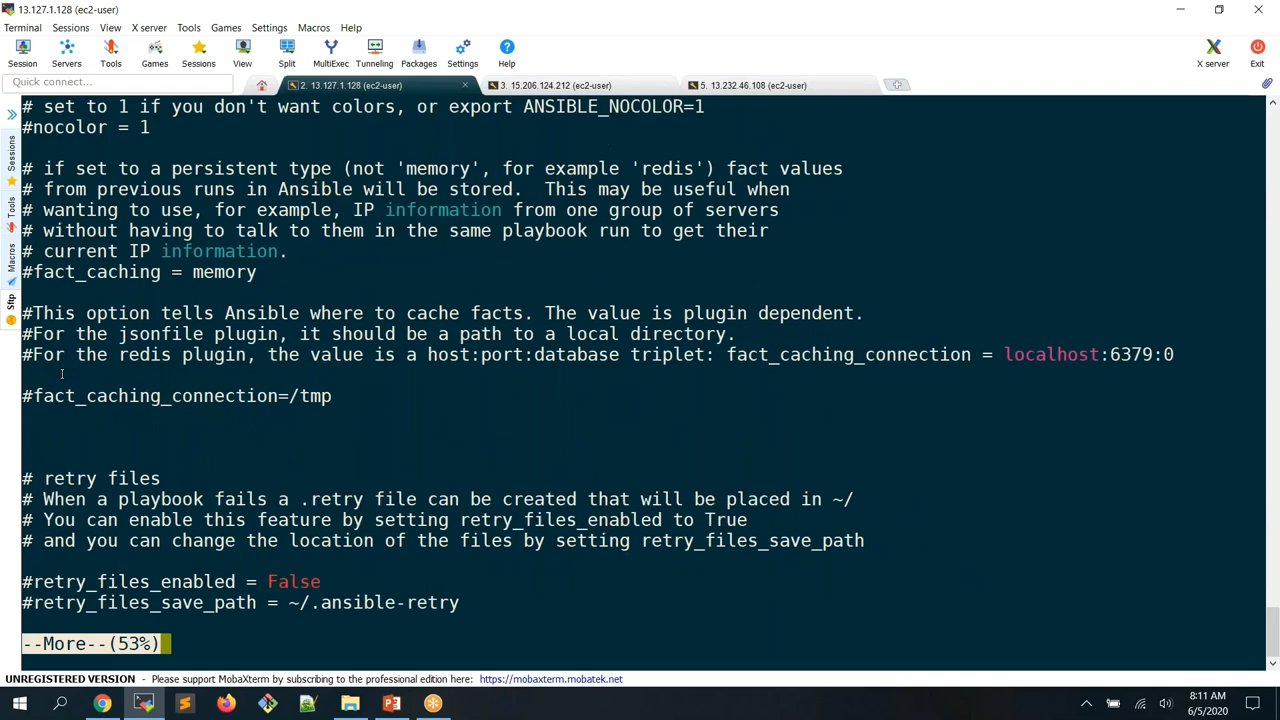 13.127.1.128 (ec2-user)
Terminal Sessions View X server Tools Games Settings Macros Help
Session Servers Tools Games Sessions View Split MultiExec Tunneling Packages Settings Help X server Exit
Quick connect...
2. 13.127.1.128 (ec2-user)
3. 15.206.124.212 (ec2-user)
5. 13.232.46.108 (ec2-user)
Sessions
Tools
Macros
Sftp
# set to 1 if you don't want colors, or export ANSIBLE_NOCOLOR=1
#nocolor = 1
# if set to a persistent type (not 'memory', for example 'redis') fact values
# from previous runs in Ansible will be stored.  This may be useful when
# wanting to use, for example, IP information from one group of servers
# without having to talk to them in the same playbook run to get their
# current IP information.
#fact_caching = memory
#This option tells Ansible where to cache facts. The value is plugin dependent.
#For the jsonfile plugin, it should be a path to a local directory.
#For the redis plugin, the value is a host:port:database triplet: fact_caching_connection = localhost:6379:0
#fact_caching_connection=/tmp
# retry files
# When a playbook fails a .retry file can be created that will be placed in ~/
# You can enable this feature by setting retry_files_enabled to True
# and you can change the location of the files by setting retry_files_save_path
#retry_files_enabled = False
#retry_files_save_path = ~/.ansible-retry
--More--(53%)
UNREGISTERED VERSION - Please support MobaXterm by subscribing to the professional edition here: https://mobaxterm.mobatek.net
8:11 AM
6/5/2020